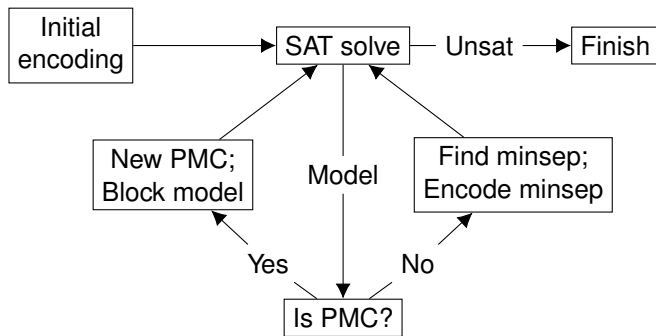 Initial
encoding
SAT solve
Unsat
Finish
New PMC;
Block model
Model
Find minsep;
Encode minsep
Yes
No
Is PMC?